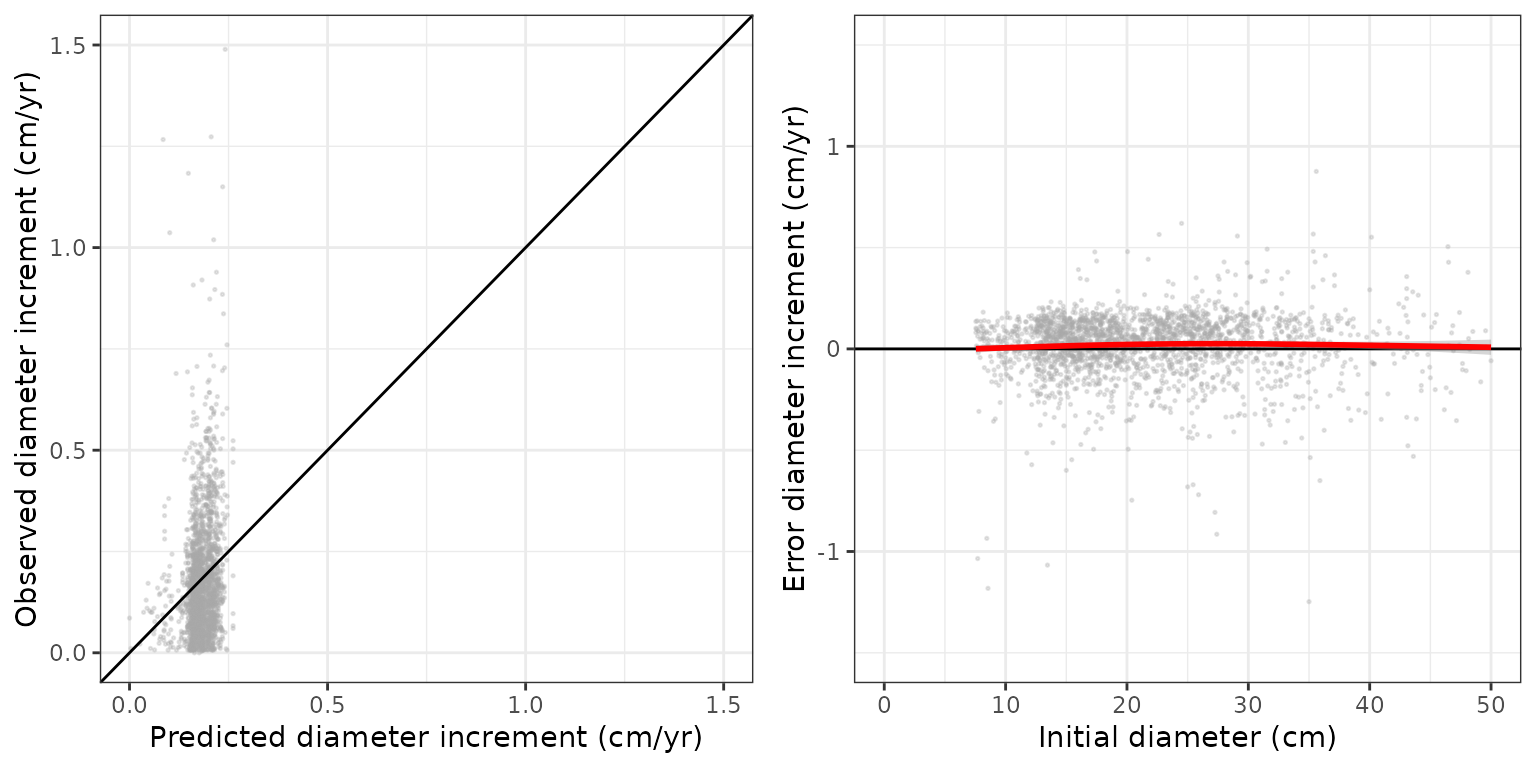 Observed diameter increment (cm/yr)
1.5
1.0
0.5
0.0
0.0 0.5 1.0 1.5
Predicted diameter increment (cm/yr)
Error diameter increment (cm/yr)
1
0
-1
0 10 20 30 40 50
Initial diameter (cm)